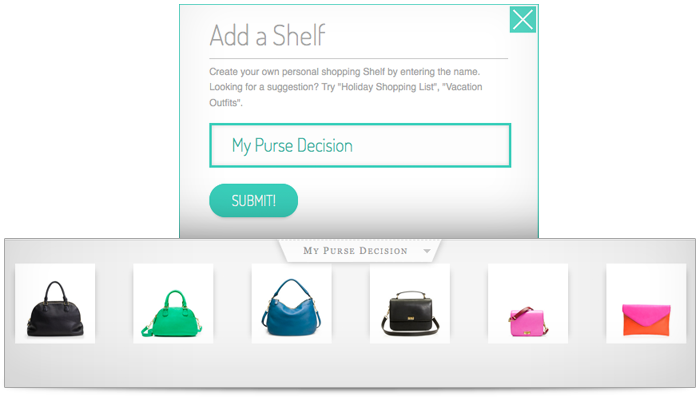 Add a Shelf
Create your own personal shopping Shelf by entering the name.
Looking for a suggestion? Try "Holiday Shopping List", "Vacation
Outfits".
My Purse Decision
SUBMIT!
My Purse Decision